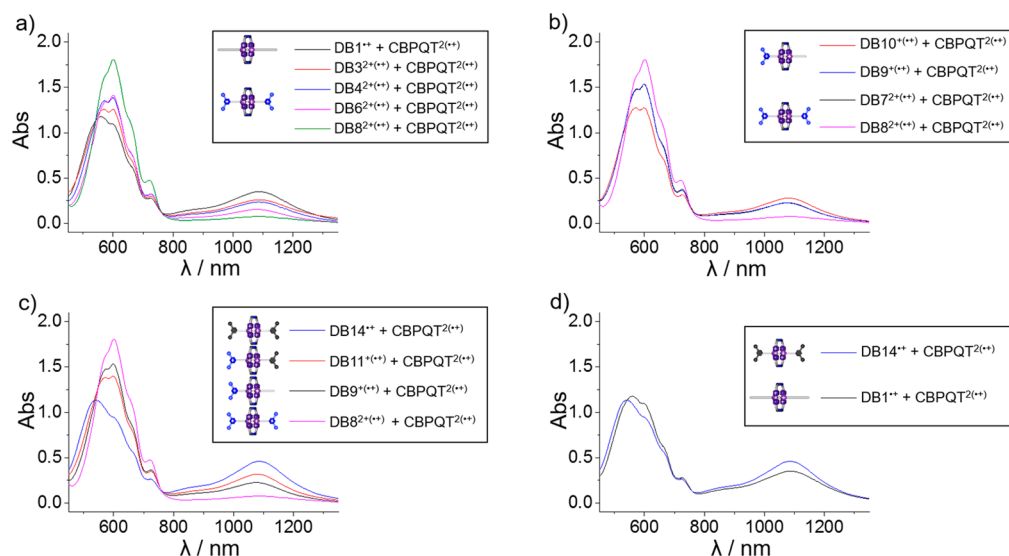 a)
2.0
1.5
1.0
0.5
0.0
Abs
600 800 1000 1200
λ / nm
DB1•+ + CBPQT2(•+)
DB32+(•+) + CBPQT2(•+)
DB42+(•+) + CBPQT2(•+)
DB62+(•+) + CBPQT2(•+)
DB82+(•+) + CBPQT2(•+)
b)
2.0
1.5
1.0
0.5
0.0
Abs
600 800 1000 1200
λ / nm
DB10+(•+) + CBPQT2(•+)
DB9+(•+) + CBPQT2(•+)
DB72+(•+) + CBPQT2(•+)
DB82+(•+) + CBPQT2(•+)
c)
2.0
1.5
1.0
0.5
0.0
Abs
600 800 1000 1200
λ / nm
DB14•+ + CBPQT2(•+)
DB11+(•+) + CBPQT2(•+)
DB9+(•+) + CBPQT2(•+)
DB82+(•+) + CBPQT2(•+)
d)
2.0
1.5
1.0
0.5
0.0
Abs
600 800 1000 1200
λ / nm
DB14•+ + CBPQT2(•+)
DB1•+ + CBPQT2(•+)